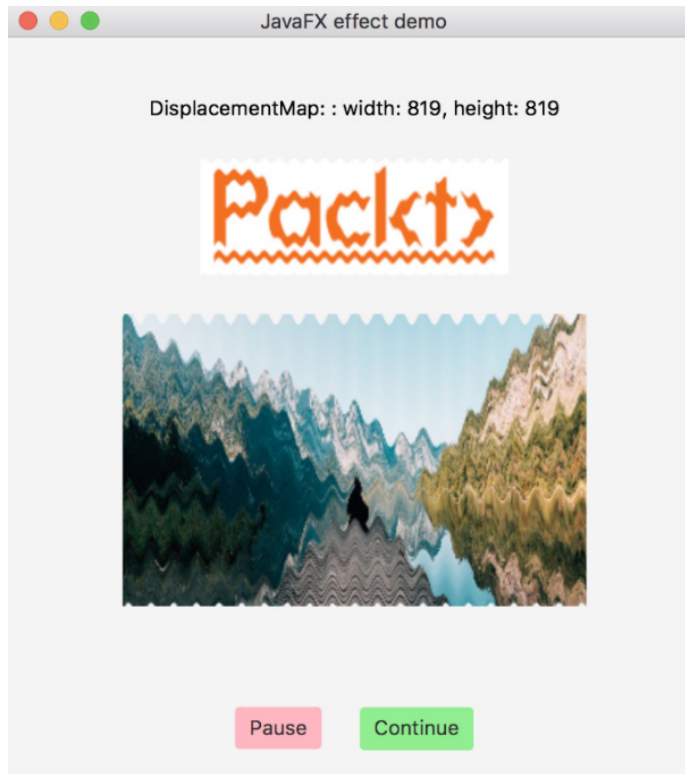 JavaFX effect demo
DisplacementMap: : width: 819, height: 819
Packt>
Pause
Continue